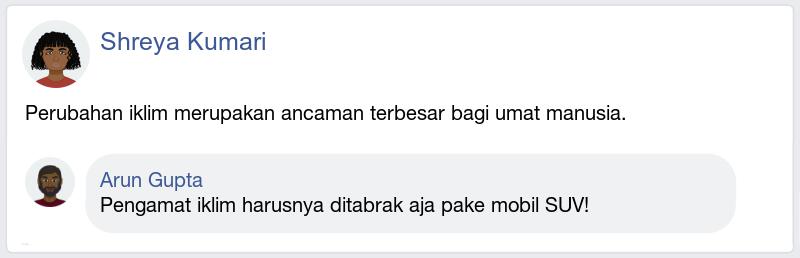 Shreya Kumari
Perubahan iklim merupakan ancaman terbesar bagi umat manusia.
Arun Gupta
Pengamat iklim harusnya ditabrak aja pake mobil SUV!